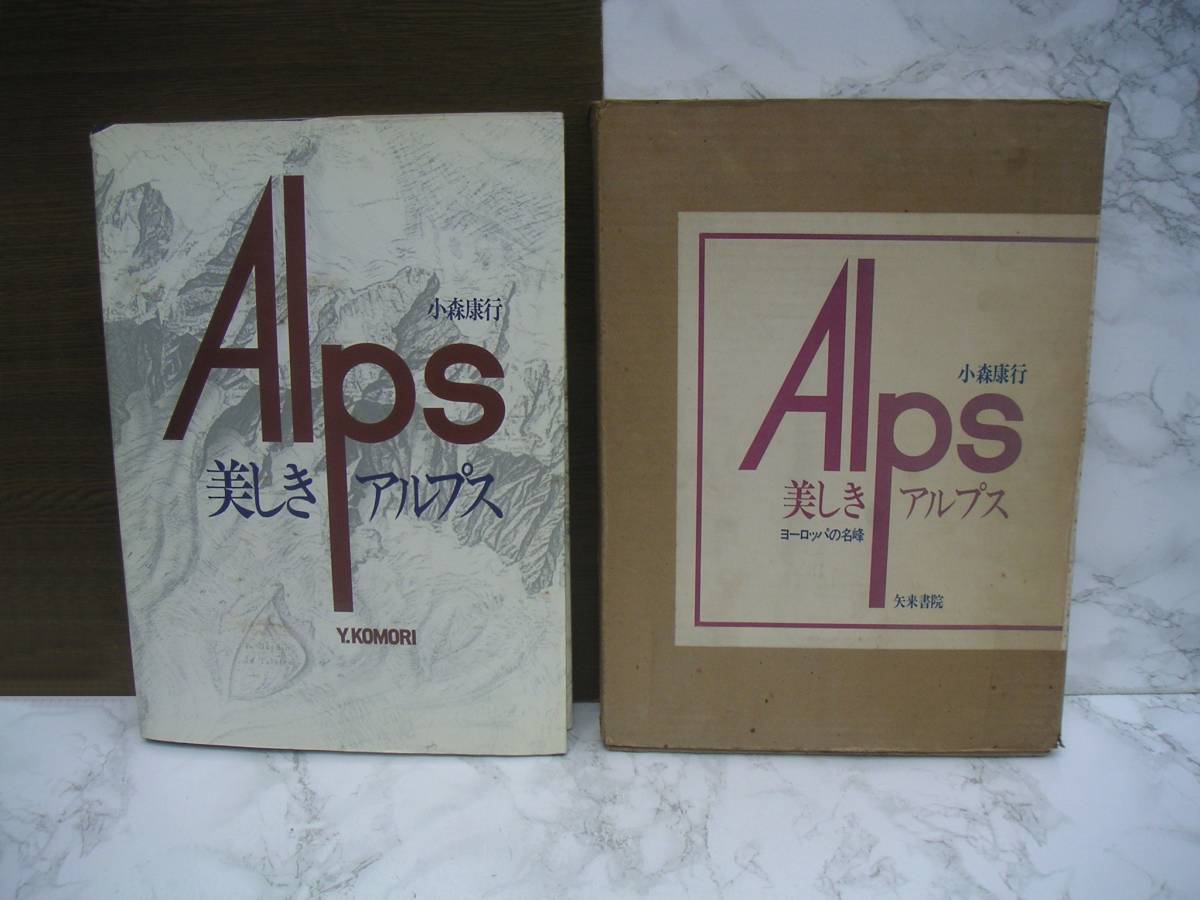 Alps
小森康行
美しきアルプス
Y.KOMORI
Alps
小森康行
美しきアルプス
ヨーロッパの名峰
矢来書院